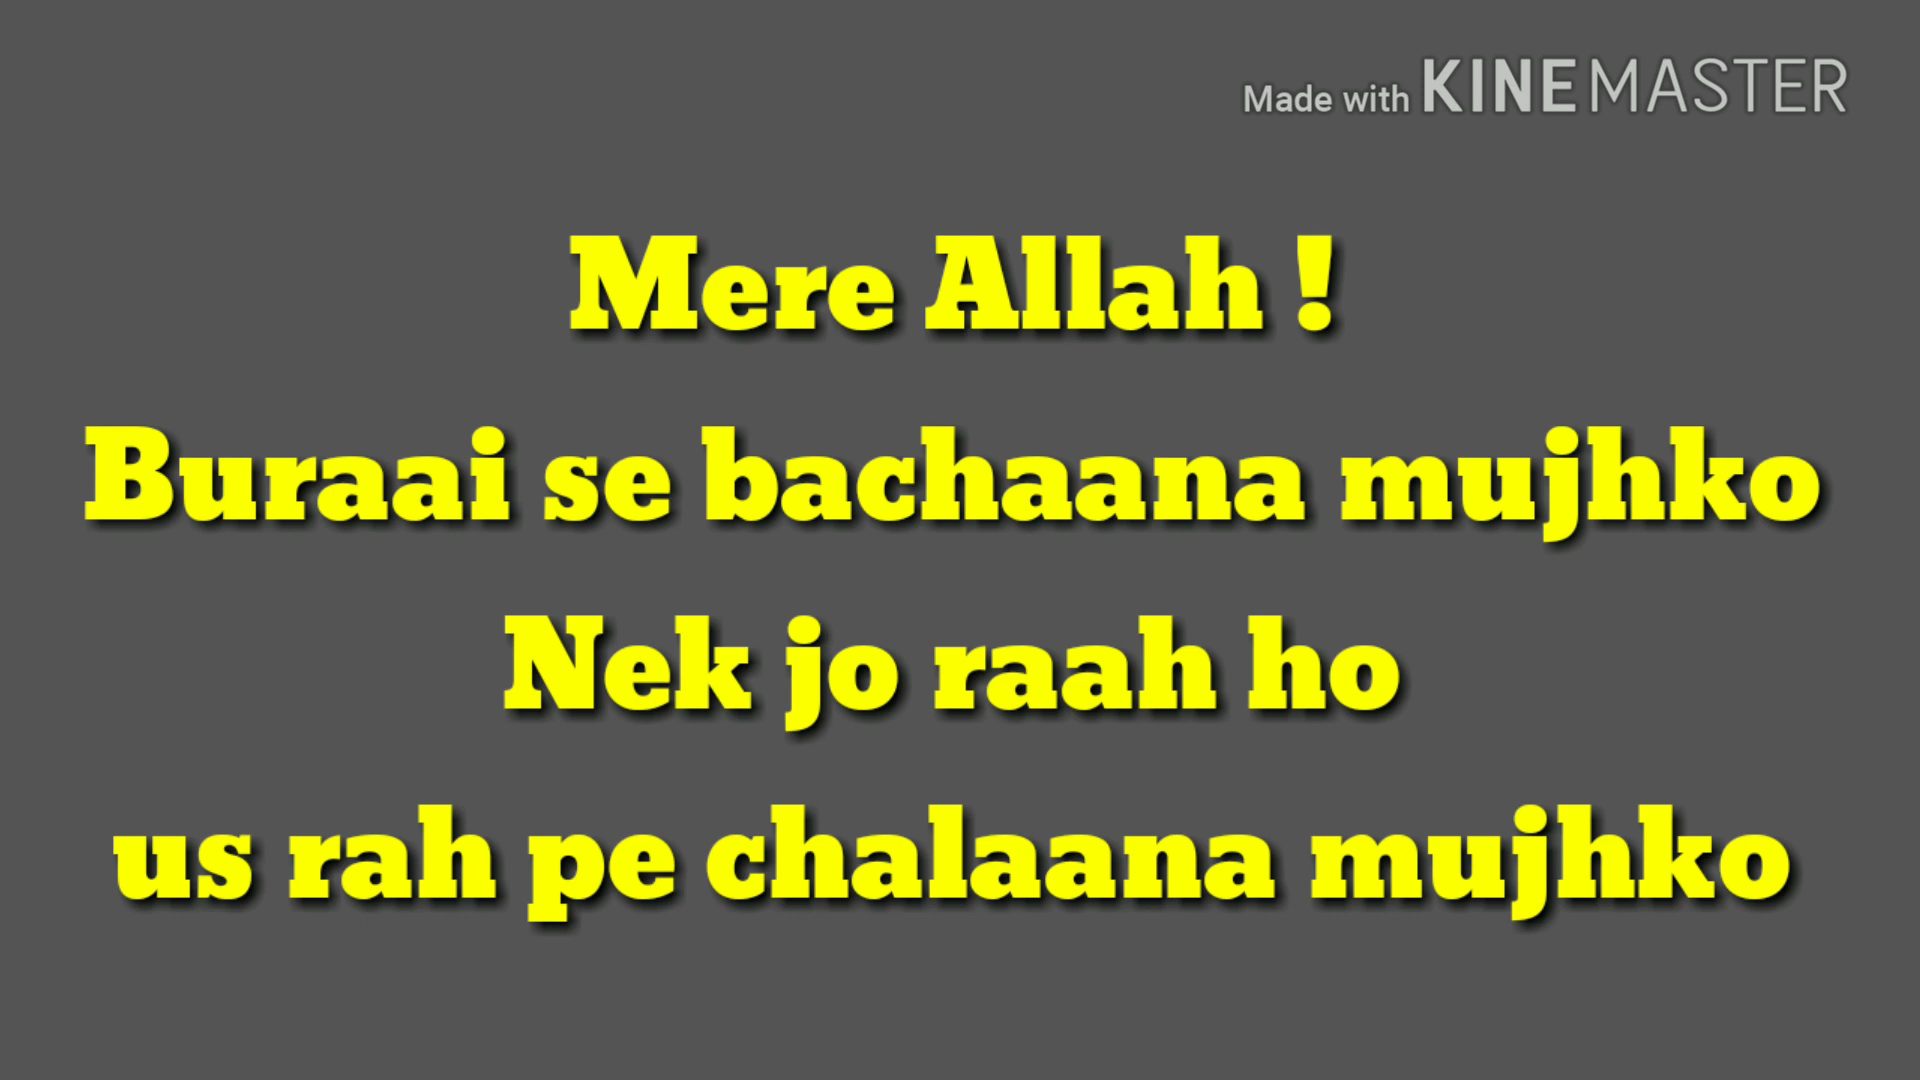 Made with KINEMASTER
Mere Allah !
Buraai se bachaana mujhko
Nek jo raah ho
us rah pe chalaana mujhko